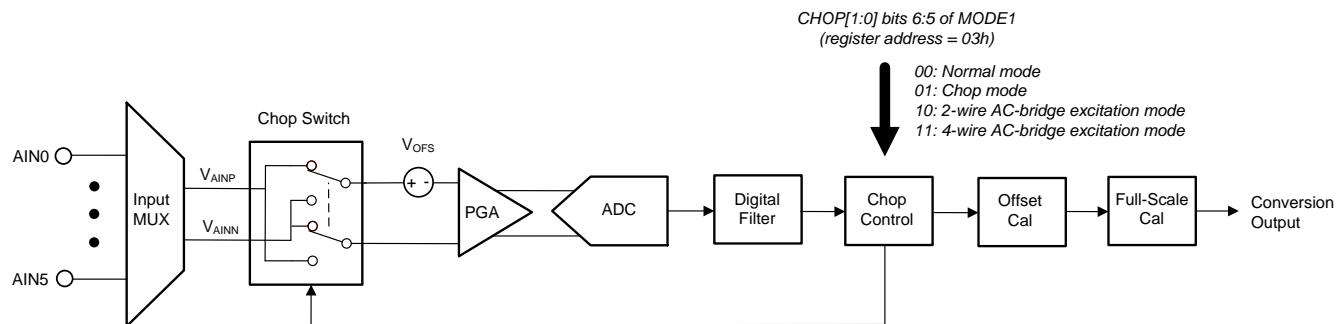 CHOP[1:0] bits 6:5 of MODE1
(register address = 03h)
00: Normal mode
01: Chop mode
10: 2-wire AC-bridge excitation mode
11: 4-wire AC-bridge excitation mode
Chop Switch
AIN0
AIN5
Input
MUX
VAINP
VAINN
VOFS
+ -
PGA
ADC
Digital
Filter
Chop
Control
Offset
Cal
Full-Scale
Cal
Conversion
Output